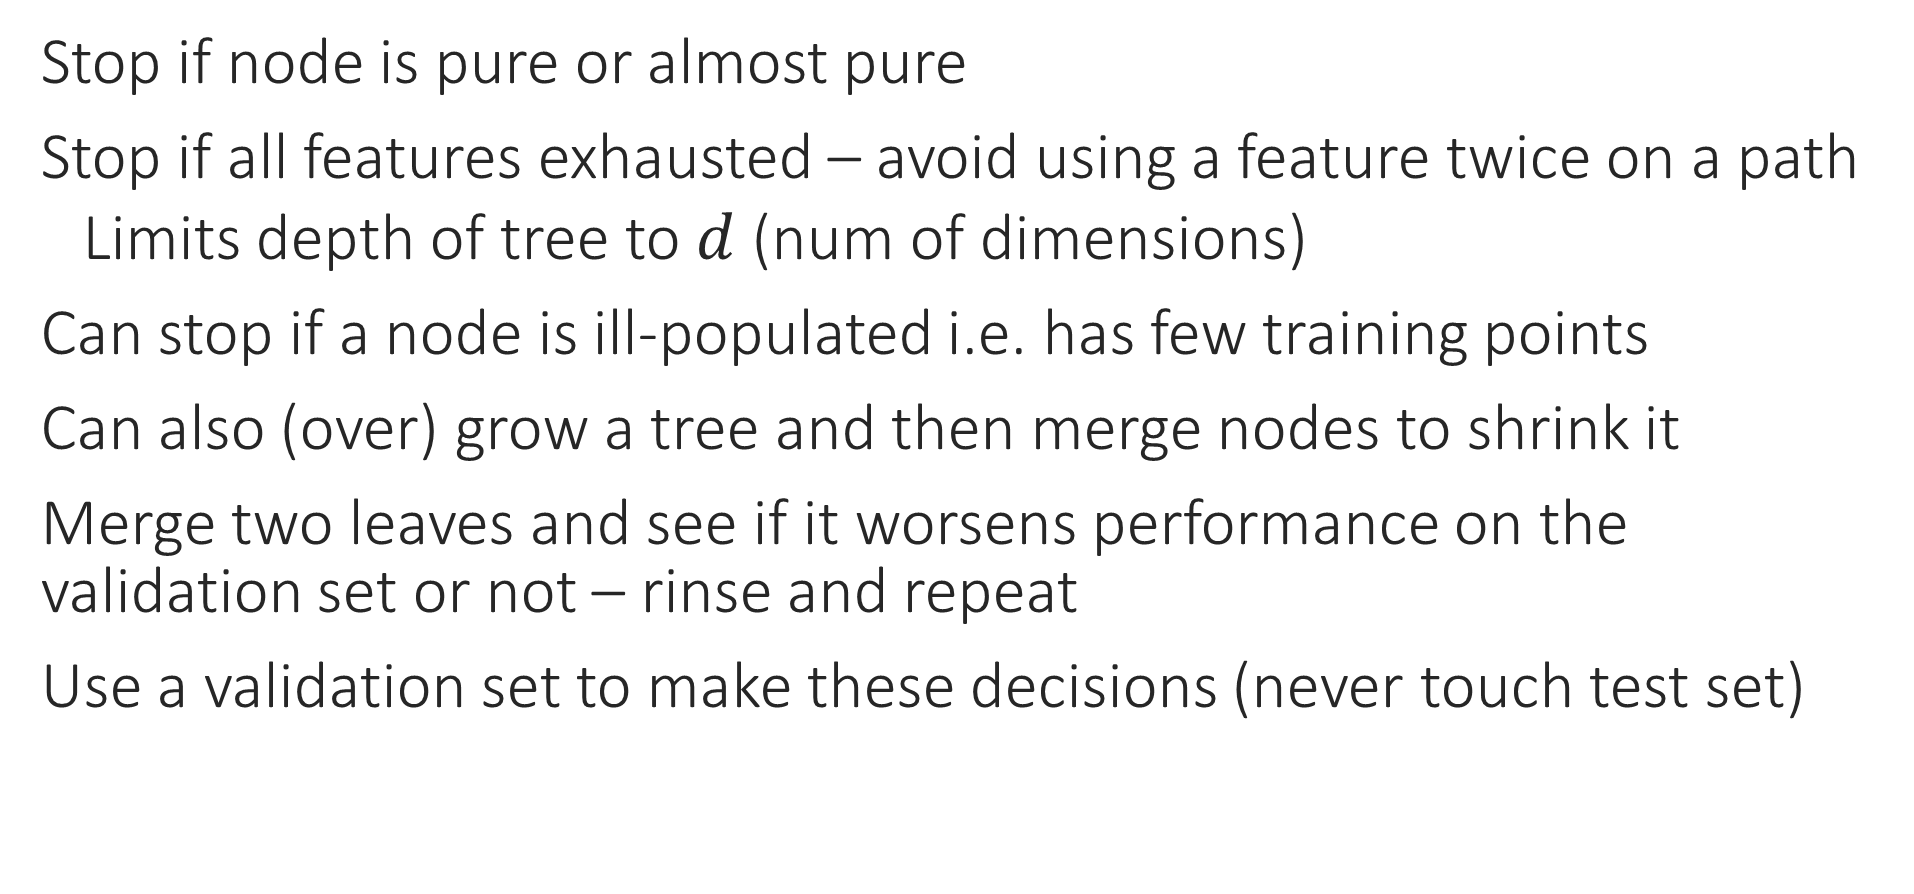 Stop if node is pure or almost pure
Stop if all features exhausted – avoid using a feature twice on a path
Limits depth of tree to 𝑑 (num of dimensions)
Can stop if a node is ill-populated i.e. has few training points
Can also (over) grow a tree and then merge nodes to shrink it
Merge two leaves and see if it worsens performance on the
validation set or not – rinse and repeat
Use a validation set to make these decisions (never touch test set)